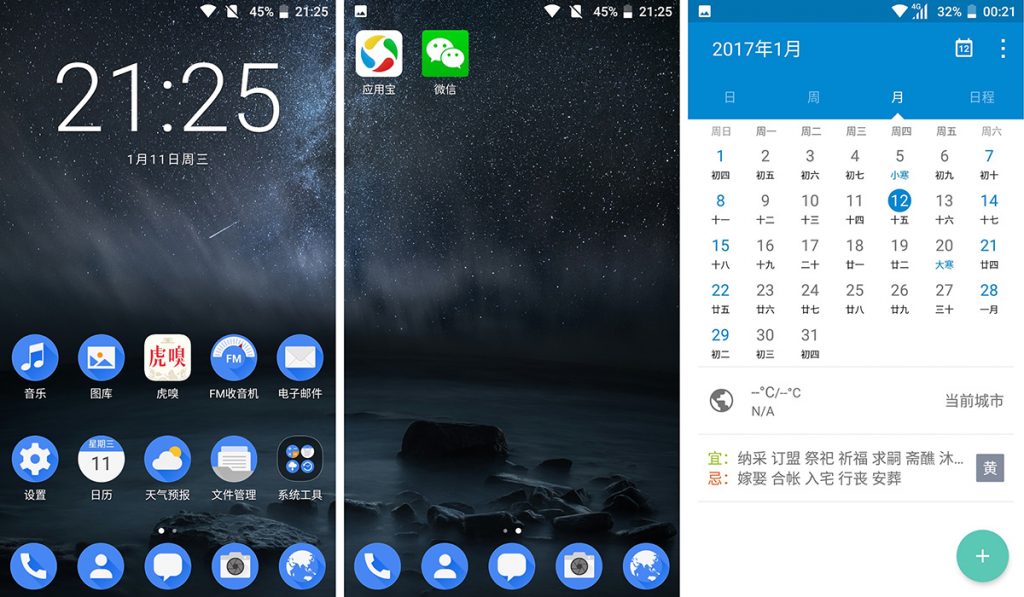 45% 21:25
21:25
1月11日周三
音乐 图库 虎嗅 FM收音机 电子邮件
虎嗅
FM
星期三
11
设置 日历 天气预报 文件管理 系统工具
45% 21:25
应用宝 微信
4G 32% 00:21
2017年1月 12
日 周 月 日程
周日 周一 周二 周三 周四 周五 周六
1 2 3 4 5 6 7
初四 初五 初六 初七 小寒 初九 初十
8 9 10 11 12 13 14
十一 十二 十三 十四 十五 十六 十七
15 16 17 18 19 20 21
十八 十九 二十 廿一 廿二 大寒 廿四
22 23 24 25 26 27 28
廿五 廿六 廿七 廿八 廿九 三十 一月
29 30 31
初二 初三 初四
--°C/--°C
N/A
当前城市
宜: 纳采 订盟 祭祀 祈福 求嗣 斋醮 沐...
忌: 嫁娶 合帐 入宅 行丧 安葬
黄